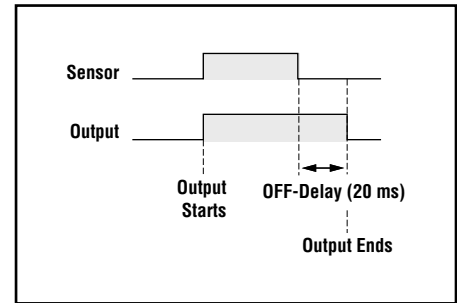 Sensor
Output
Output
Starts
OFF-Delay (20 ms)
Output Ends